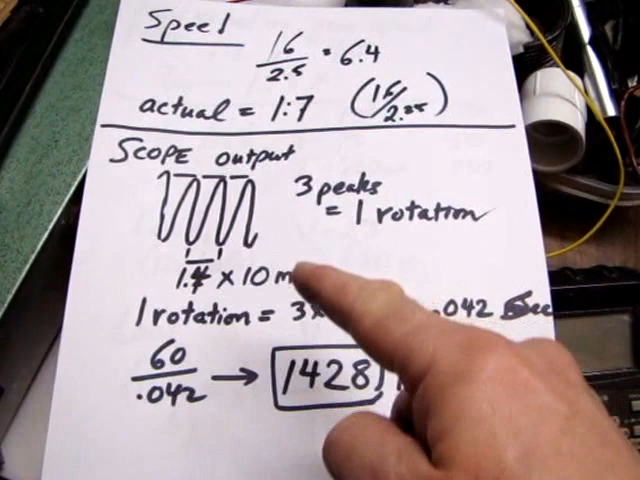 Speed
16/2.5 = 6.4
actual = 1:7 (16/2.25)
SCOPE output
3 peaks
= 1 rotation
1.4 x 10 m
1 rotation = 3x .042 Sec
60/.042 → 1428